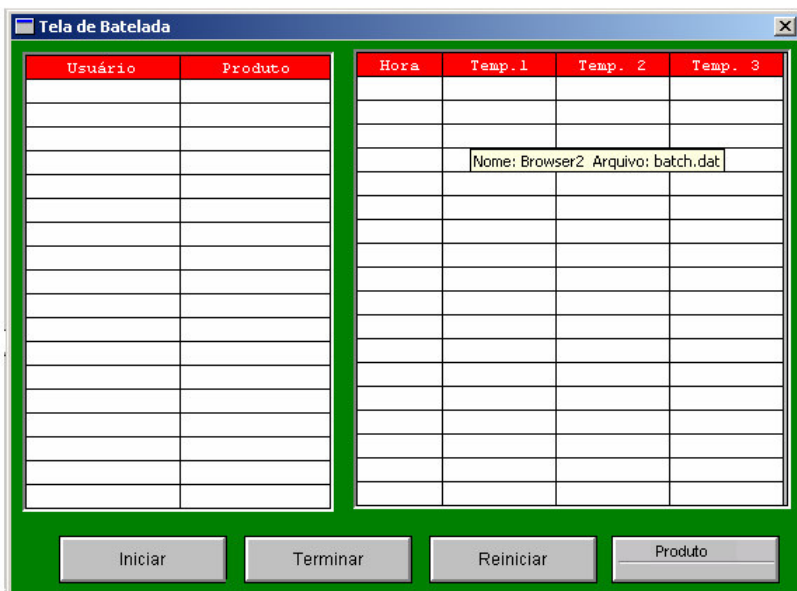 Tela de Batelada
Usuário Produto
Hora Temp.1 Temp. 2 Temp. 3
Nome: Browser2 Arquivo: batch.dat
Iniciar Terminar Reiniciar Produto